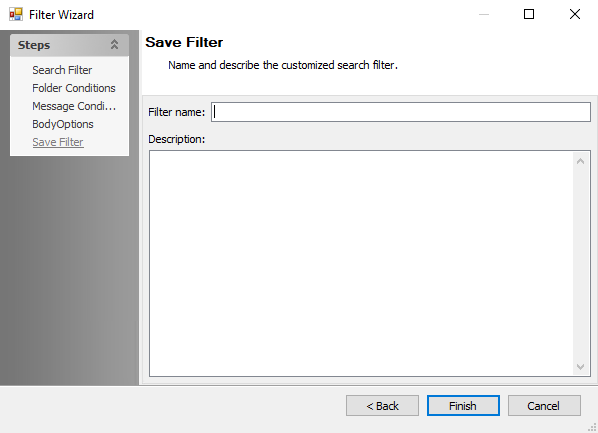 Filter Wizard
Steps
Search Filter
Folder Conditions
Message Condi...
BodyOptions
Save Filter
Save Filter
Name and describe the customized search filter.
Filter name:
Description:
< Back
Finish
Cancel